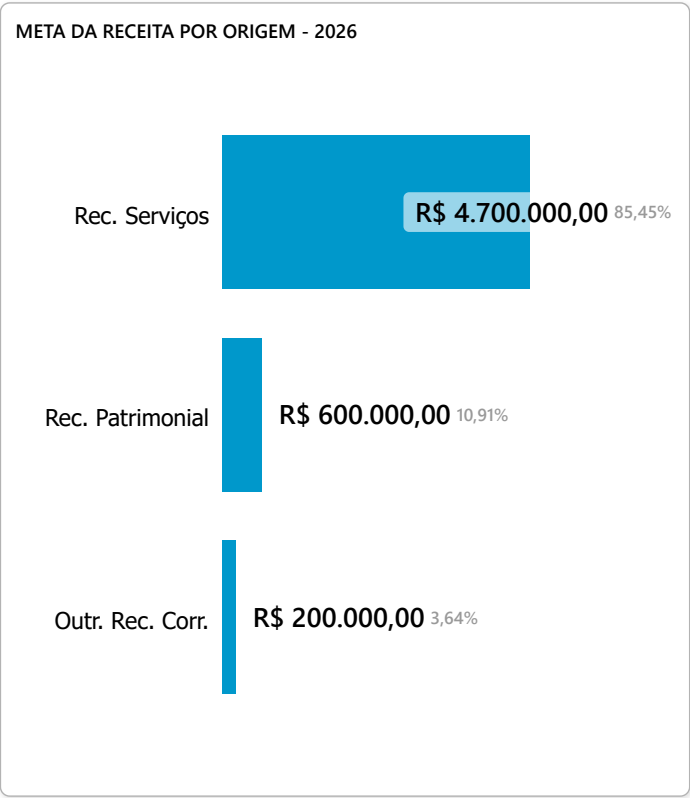 META DA RECEITA POR ORIGEM - 2026
Rec. Serviços R$ 4.700.000,00 85,45%
Rec. Patrimonial R$ 600.000,00 10,91%
Outr. Rec. Corr. R$ 200.000,00 3,64%